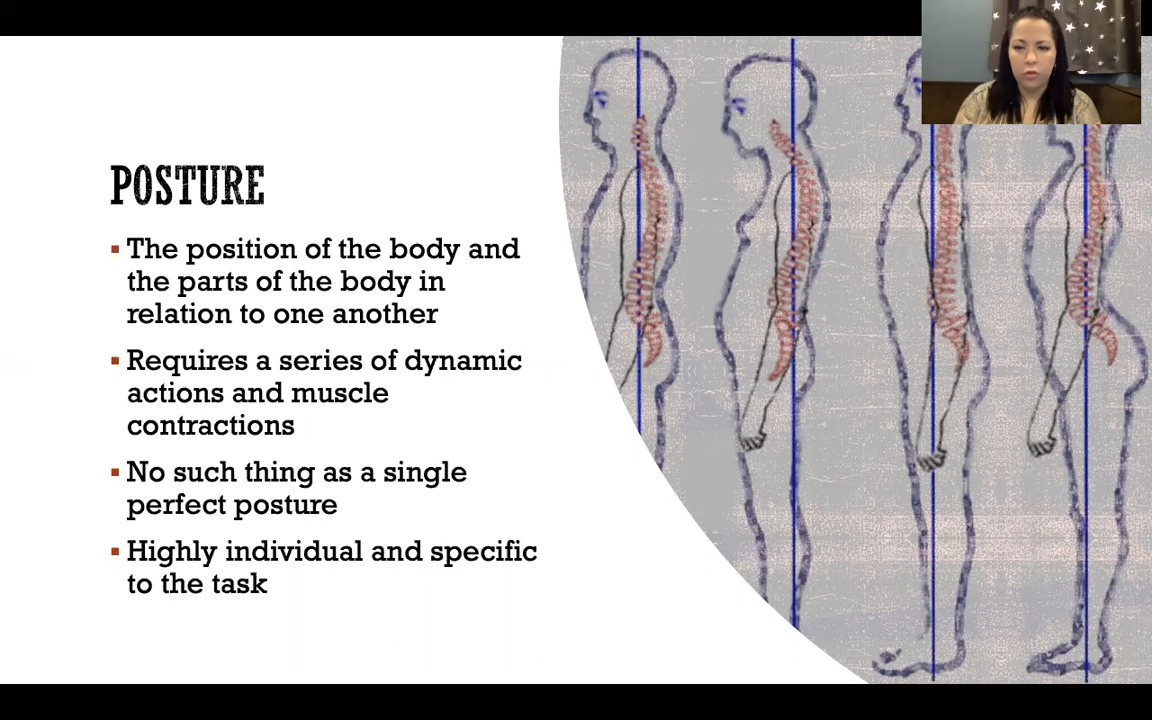 POSTURE
The position of the body and
the parts of the body in
relation to one another
Requires a series of dynamic
actions and muscle
contractions
No such thing as a single
perfect posture
Highly individual and specific
to the task